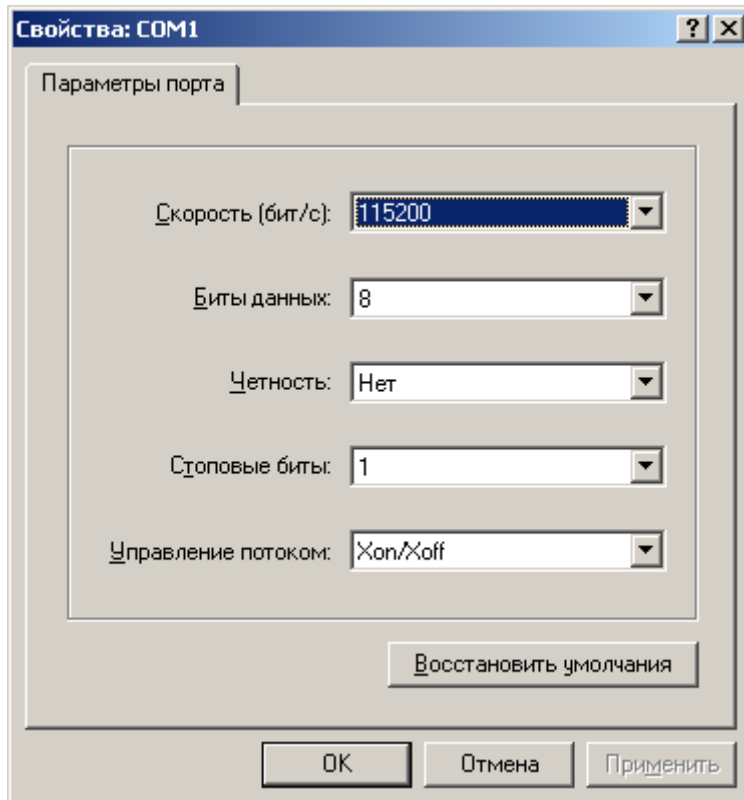 Свойства: COM1
Параметры порта
Скорость (бит/с): 115200
Биты данных: 8
Четность: Нет
Стоповые биты: 1
Управление потоком: Xon/Xoff
Восстановить умолчания
OK Отмена Применить